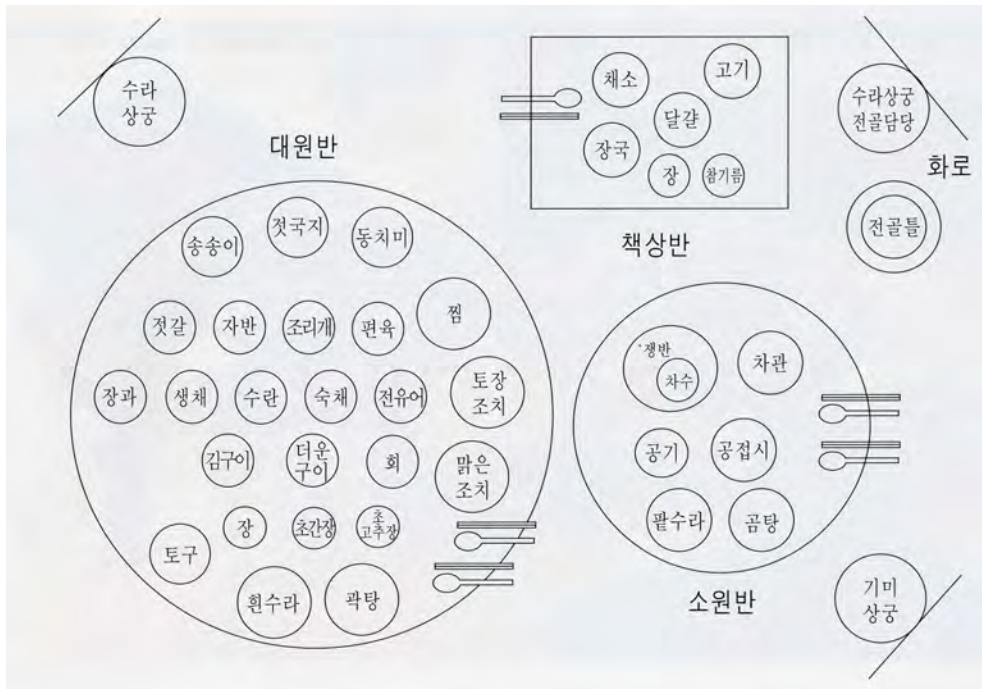 수라
상궁
대원반
송송이
젓국지
동치미
젓갈
자반
조리개
편육
찜
장과
생채
수란
숙채
전유어
토장
조치
김구이
더운
구이
회
맑은
조치
장
초간장
초
고추장
토구
흰수라
곽탕
채소
고기
달걀
장국
장
참기름
책상반
수라상궁
전골담당
화로
전골틀
쟁반
차수
차관
공기
공접시
팥수라
곰탕
소원반
기미
상궁